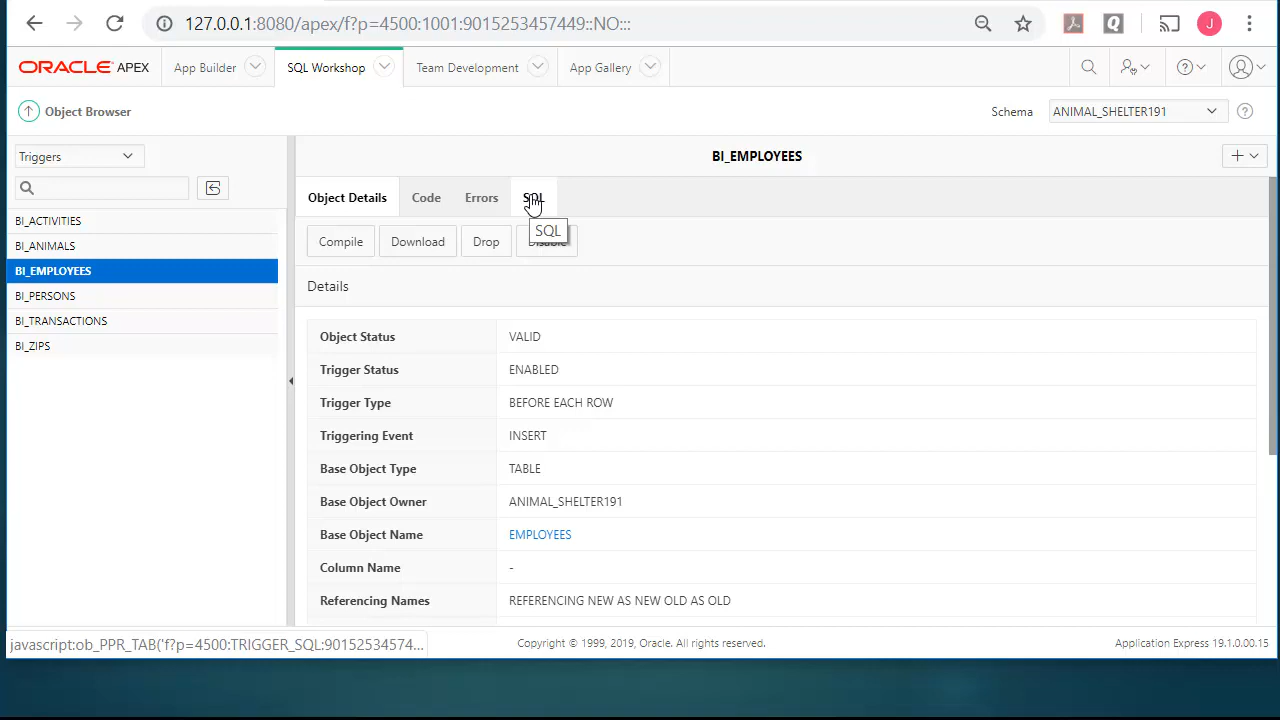 127.0.0.1:8080/apex/f?p=4500:1001:9015253457449::NO:::
J
ORACLE APEX
App Builder
SQL Workshop
Team Development
App Gallery
Object Browser
Schema
ANIMAL_SHELTER191
Triggers
BI_EMPLOYEES
Object Details
Code
Errors
SQL
SQL
BI_ACTIVITIES
BI_ANIMALS
BI_EMPLOYEES
BI_PERSONS
BI_TRANSACTIONS
BI_ZIPS
Compile
Download
Drop
Disable
Details
Object Status VALID
Trigger Status ENABLED
Trigger Type BEFORE EACH ROW
Triggering Event INSERT
Base Object Type TABLE
Base Object Owner ANIMAL_SHELTER191
Base Object Name EMPLOYEES
Column Name -
Referencing Names REFERENCING NEW AS NEW OLD AS OLD
javascript:ob_PPR_TAB('f?p=4500:TRIGGER_SQL:90152534574...
Copyright © 1999, 2019, Oracle. All rights reserved.
Application Express 19.1.0.00.15